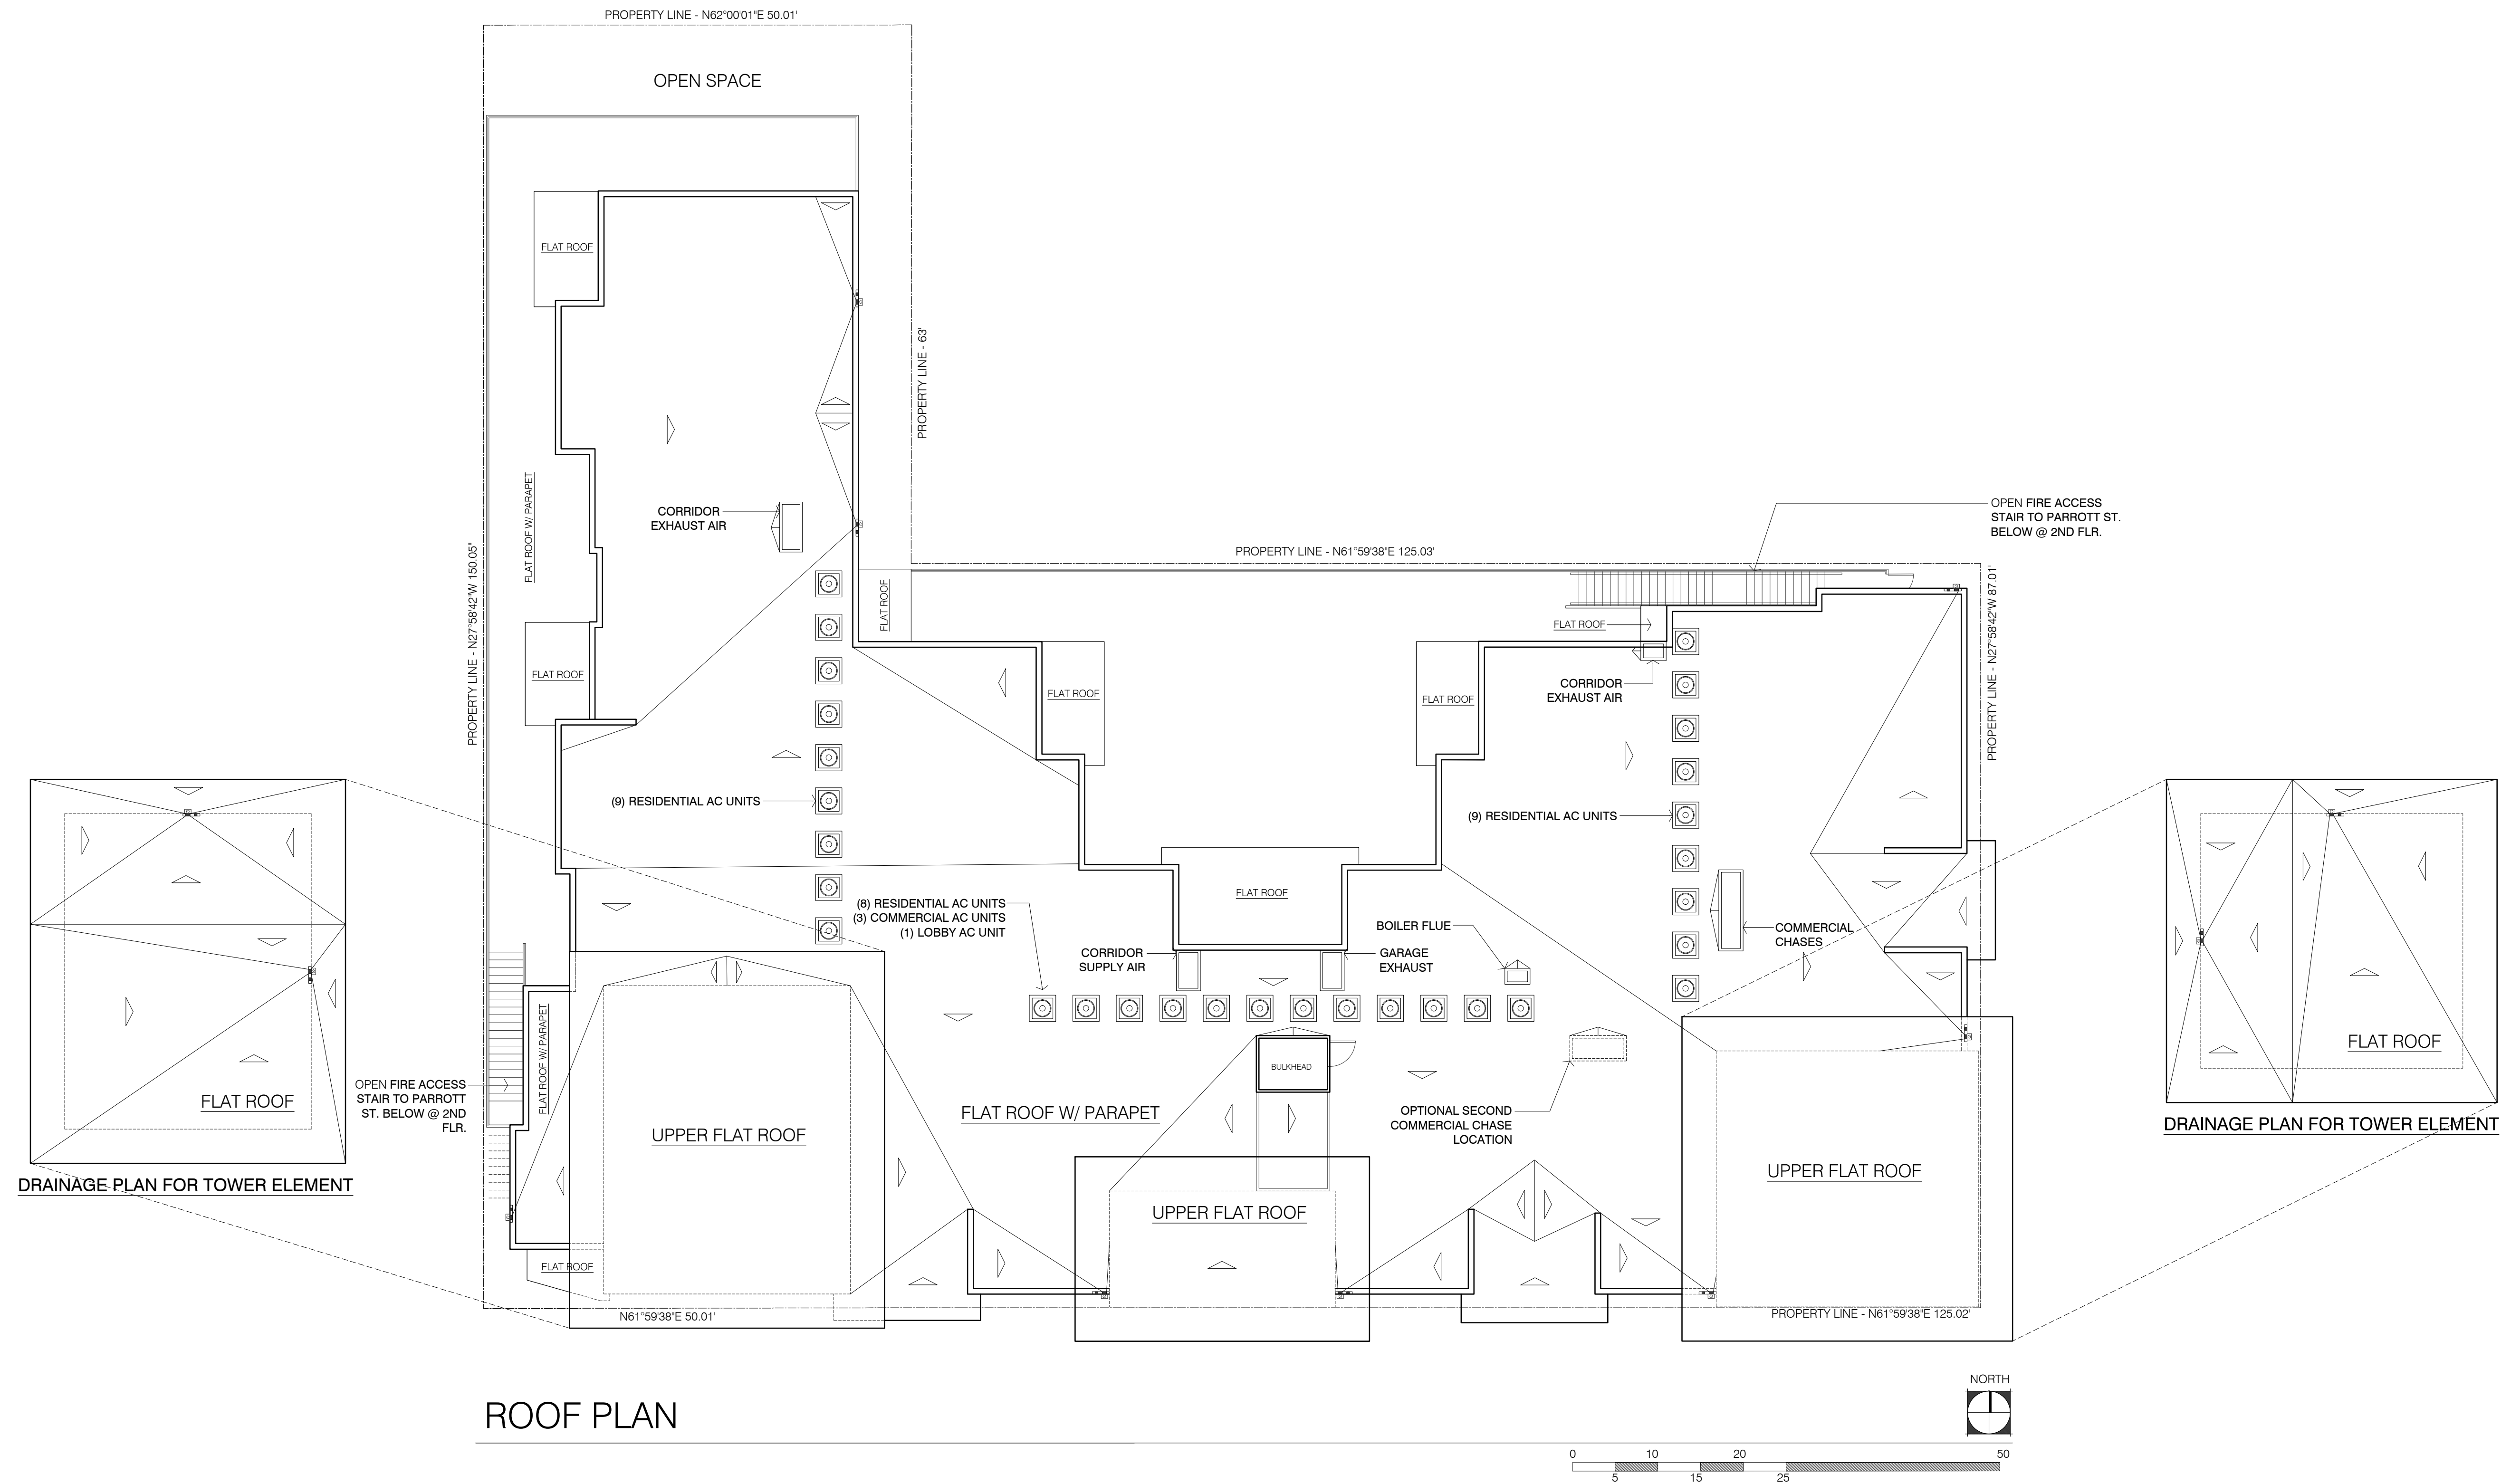 PROPERTY LINE - N62°00'01"E 50.01'
OPEN SPACE
FLAT ROOF
PROPERTY LINE - 63'
FLAT ROOF W/ PARAPET
CORRIDOR
EXHAUST AIR
OPEN FIRE ACCESS
STAIR TO PARROTT ST.
BELOW @ 2ND FLR.
PROPERTY LINE - N61°59'38"E 125.03'
PROPERTY LINE - N27°58'42"W 150.05"
PROPERTY LINE - N27°58'42"W 87.01'
FLAT ROOF
FLAT ROOF
FLAT ROOF
FLAT ROOF
FLAT ROOF
CORRIDOR
EXHAUST AIR
FLAT ROOF
(9) RESIDENTIAL AC UNITS
(9) RESIDENTIAL AC UNITS
FLAT ROOF
(8) RESIDENTIAL AC UNITS
(3) COMMERCIAL AC UNITS
(1) LOBBY AC UNIT
BOILER FLUE
COMMERCIAL
CHASES
CORRIDOR
SUPPLY AIR
GARAGE
EXHAUST
FLAT ROOF
FLAT ROOF
DRAINAGE PLAN FOR TOWER ELEMENT
DRAINAGE PLAN FOR TOWER ELEMENT
OPEN FIRE ACCESS
STAIR TO PARROTT
ST. BELOW @ 2ND
FLR.
FLAT ROOF W/ PARAPET
BULKHEAD
FLAT ROOF W/ PARAPET
OPTIONAL SECOND
COMMERCIAL CHASE
LOCATION
UPPER FLAT ROOF
UPPER FLAT ROOF
UPPER FLAT ROOF
FLAT ROOF
N61°59'38"E 50.01'
PROPERTY LINE - N61°59'38"E 125.02'
ROOF PLAN
NORTH
0 10 20 50
5 15 25